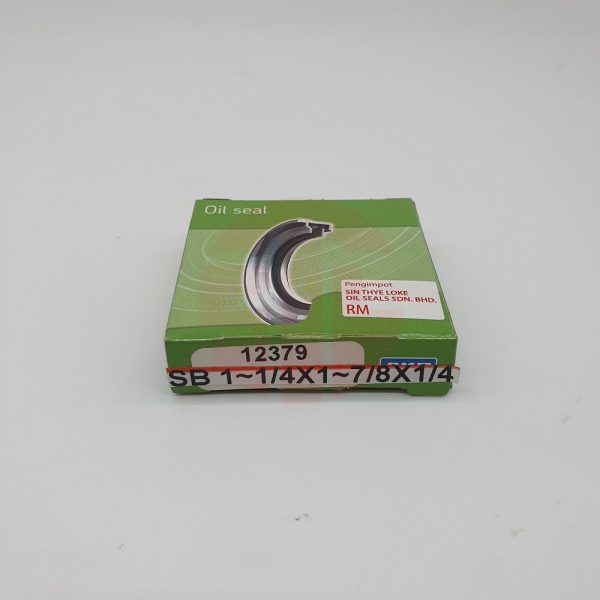 Oil seal
Pengimpot
SIN THYE LOKE
OIL SEALS SDN. BHD.
RM
12379
SB 1~1/4X1~7/8X1/4